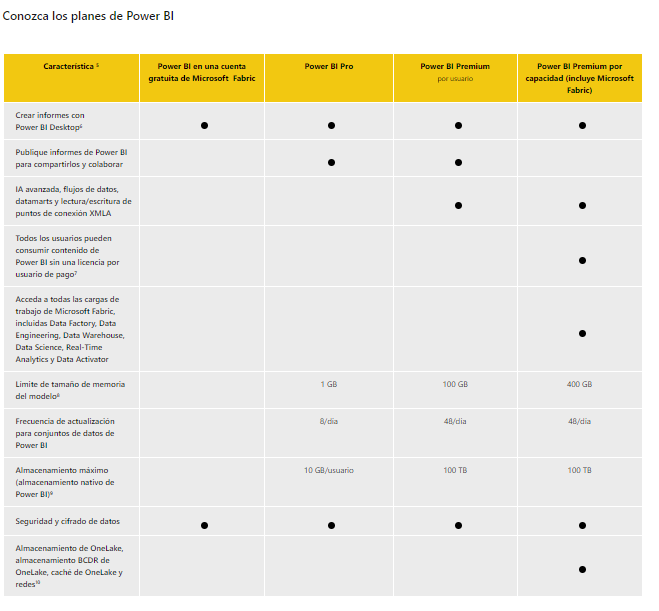 Conozca los planes de Power BI
Característica ⁵
Power BI en una cuenta
gratuita de Microsoft Fabric
Power BI Pro
Power BI Premium
por usuario
Power BI Premium por
capacidad (incluye Microsoft
Fabric)
Crear informes con
Power BI Desktop⁶
Publique informes de Power BI
para compartirlos y colaborar
IA avanzada, flujos de datos,
datamarts y lectura/escritura de
puntos de conexión XMLA
Todos los usuarios pueden
consumir contenido de
Power BI sin una licencia por
usuario de pago⁷
Acceda a todas las cargas de
trabajo de Microsoft Fabric,
incluidas Data Factory, Data
Engineering, Data Warehouse,
Data Science, Real-Time
Analytics y Data Activator
Límite de tamaño de memoria
del modelo⁸
1 GB
100 GB
400 GB
Frecuencia de actualización
para conjuntos de datos de
Power BI
8/día
48/día
48/día
Almacenamiento máximo
(almacenamiento nativo de
Power BI)⁹
10 GB/usuario
100 TB
100 TB
Seguridad y cifrado de datos
Almacenamiento de OneLake,
almacenamiento BCDR de
OneLake, caché de OneLake y
redes¹⁰